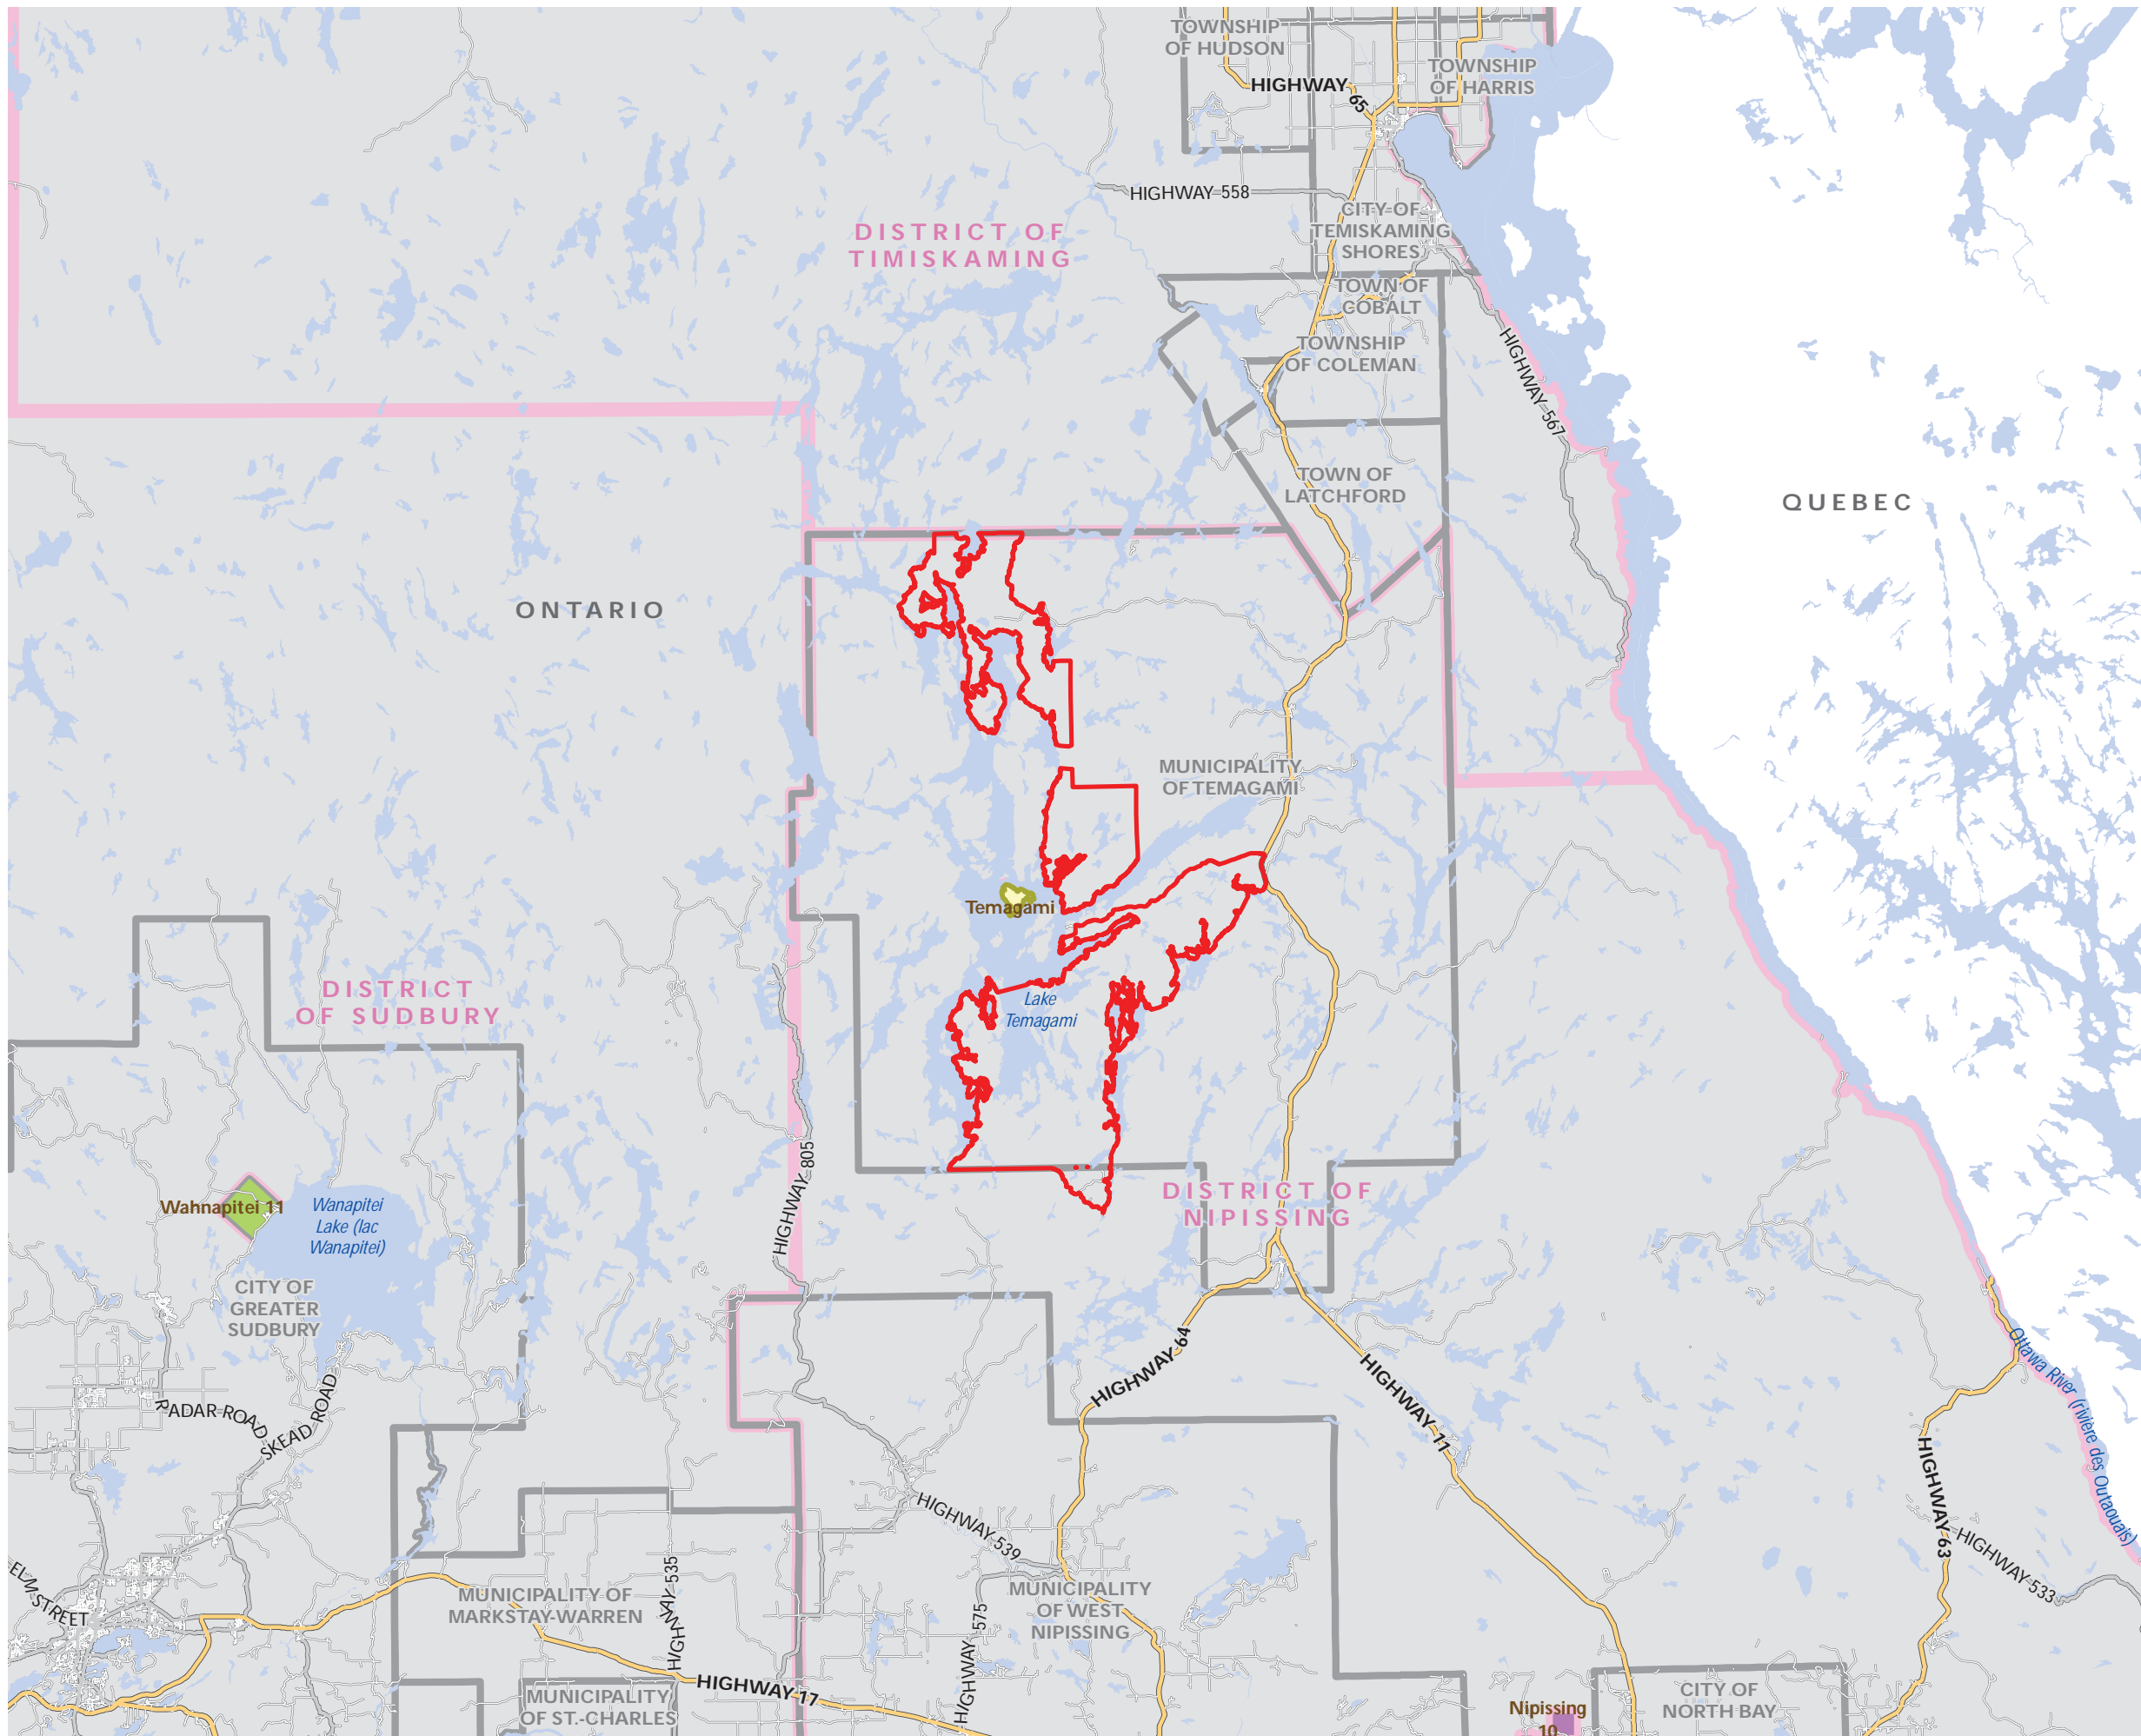 TOWNSHIP
OF HUDSON
HIGHWAY 65
TOWNSHIP
OF HARRIS
HIGHWAY 558
CITY OF
TEMISKAMING
SHORES
DISTRICT OF
TIMISKAMING
TOWN OF
COBALT
TOWNSHIP
OF COLEMAN
HIGHWAY 567
TOWN OF
LATCHFORD
QUEBEC
ONTARIO
MUNICIPALITY
OF TEMAGAMI
Temagami
DISTRICT
OF SUDBURY
Lake
Temagami
HIGHWAY 805
DISTRICT OF
NIPISSING
Wahnapitei 11
Wanapitei
Lake (lac
Wanapitei)
CITY OF
GREATER
SUDBURY
HIGHWAY 64
HIGHWAY 11
Ottawa River (rivière des Outaouais)
RADAR ROAD
SKEAD ROAD
HIGHWAY 63
HIGHWAY 539
HIGHWAY 533
ELM STREET
MUNICIPALITY OF
MARKSTAY-WARREN
HIGHWAY 535
MUNICIPALITY
OF WEST
NIPISSING
HIGHWAY 575
HIGHWAY 17
MUNICIPALITY
OF ST.-CHARLES
Nipissing
10
CITY OF
NORTH BAY